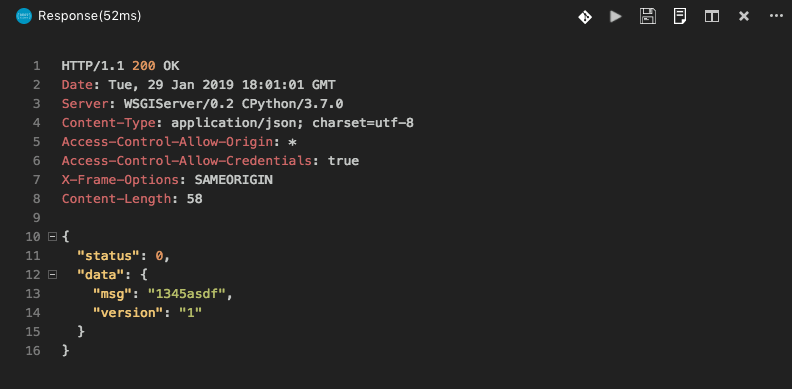 Response(52ms)
1 HTTP/1.1 200 OK
2 Date: Tue, 29 Jan 2019 18:01:01 GMT
3 Server: WSGIServer/0.2 CPython/3.7.0
4 Content-Type: application/json; charset=utf-8
5 Access-Control-Allow-Origin: *
6 Access-Control-Allow-Credentials: true
7 X-Frame-Options: SAMEORIGIN
8 Content-Length: 58
9
10 {
11 "status": 0,
12 "data": {
13 "msg": "1345asdf",
14 "version": "1"
15 }
16 }